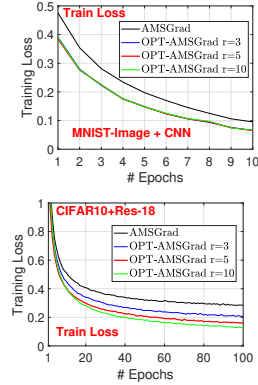 0.5
Train Loss
AMSGrad
OPT-AMSGrad r=3
OPT-AMSGrad r=5
OPT-AMSGrad r=10
0.4
0.3
0.2
0.1
0
Training Loss
MNIST-Image + CNN
1 2 3 4 5 6 7 8 9 10
# Epochs
1
CIFAR10+Res-18
AMSGrad
OPT-AMSGrad r=3
OPT-AMSGrad r=5
OPT-AMSGrad r=10
0.8
0.6
0.4
0.2
0
Training Loss
Train Loss
1 20 40 60 80 100
# Epochs